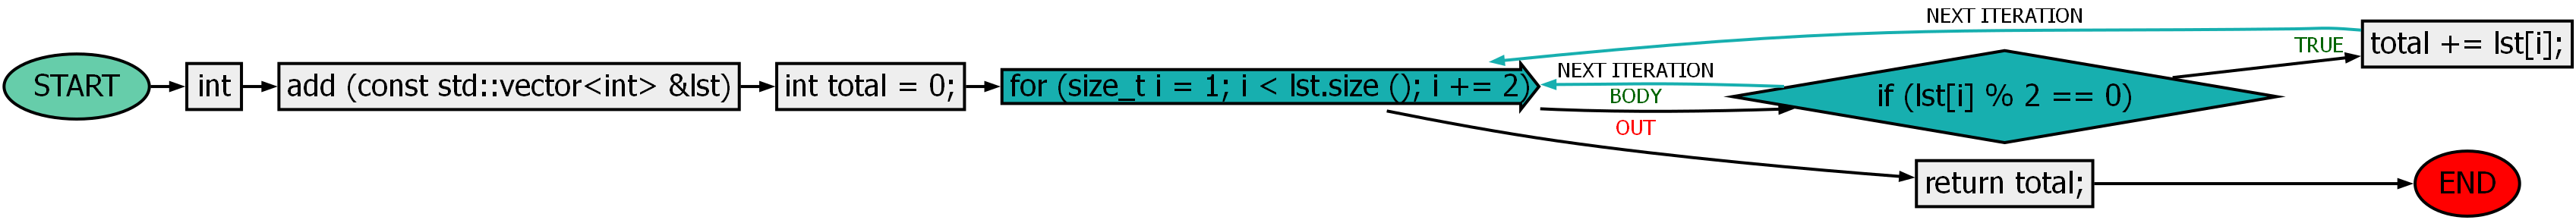 START
int
add (const std::vector<int> &lst)
int total = 0;
for (size_t i = 1; i < lst.size (); i += 2)
NEXT ITERATION
NEXT ITERATION
BODY
OUT
if (lst[i] % 2 == 0)
TRUE
total += lst[i];
return total;
END